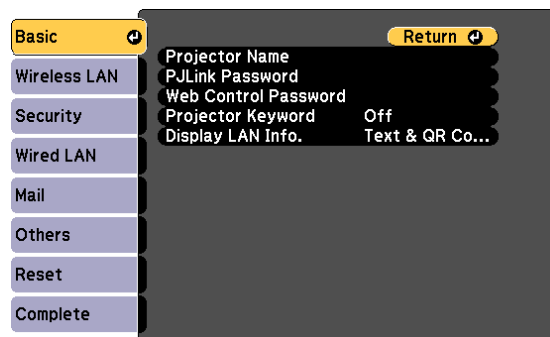 Basic
Wireless LAN
Security
Wired LAN
Mail
Others
Reset
Complete
Return
Projector Name
PJLink Password
Web Control Password
Projector Keyword Off
Display LAN Info. Text & QR Co...